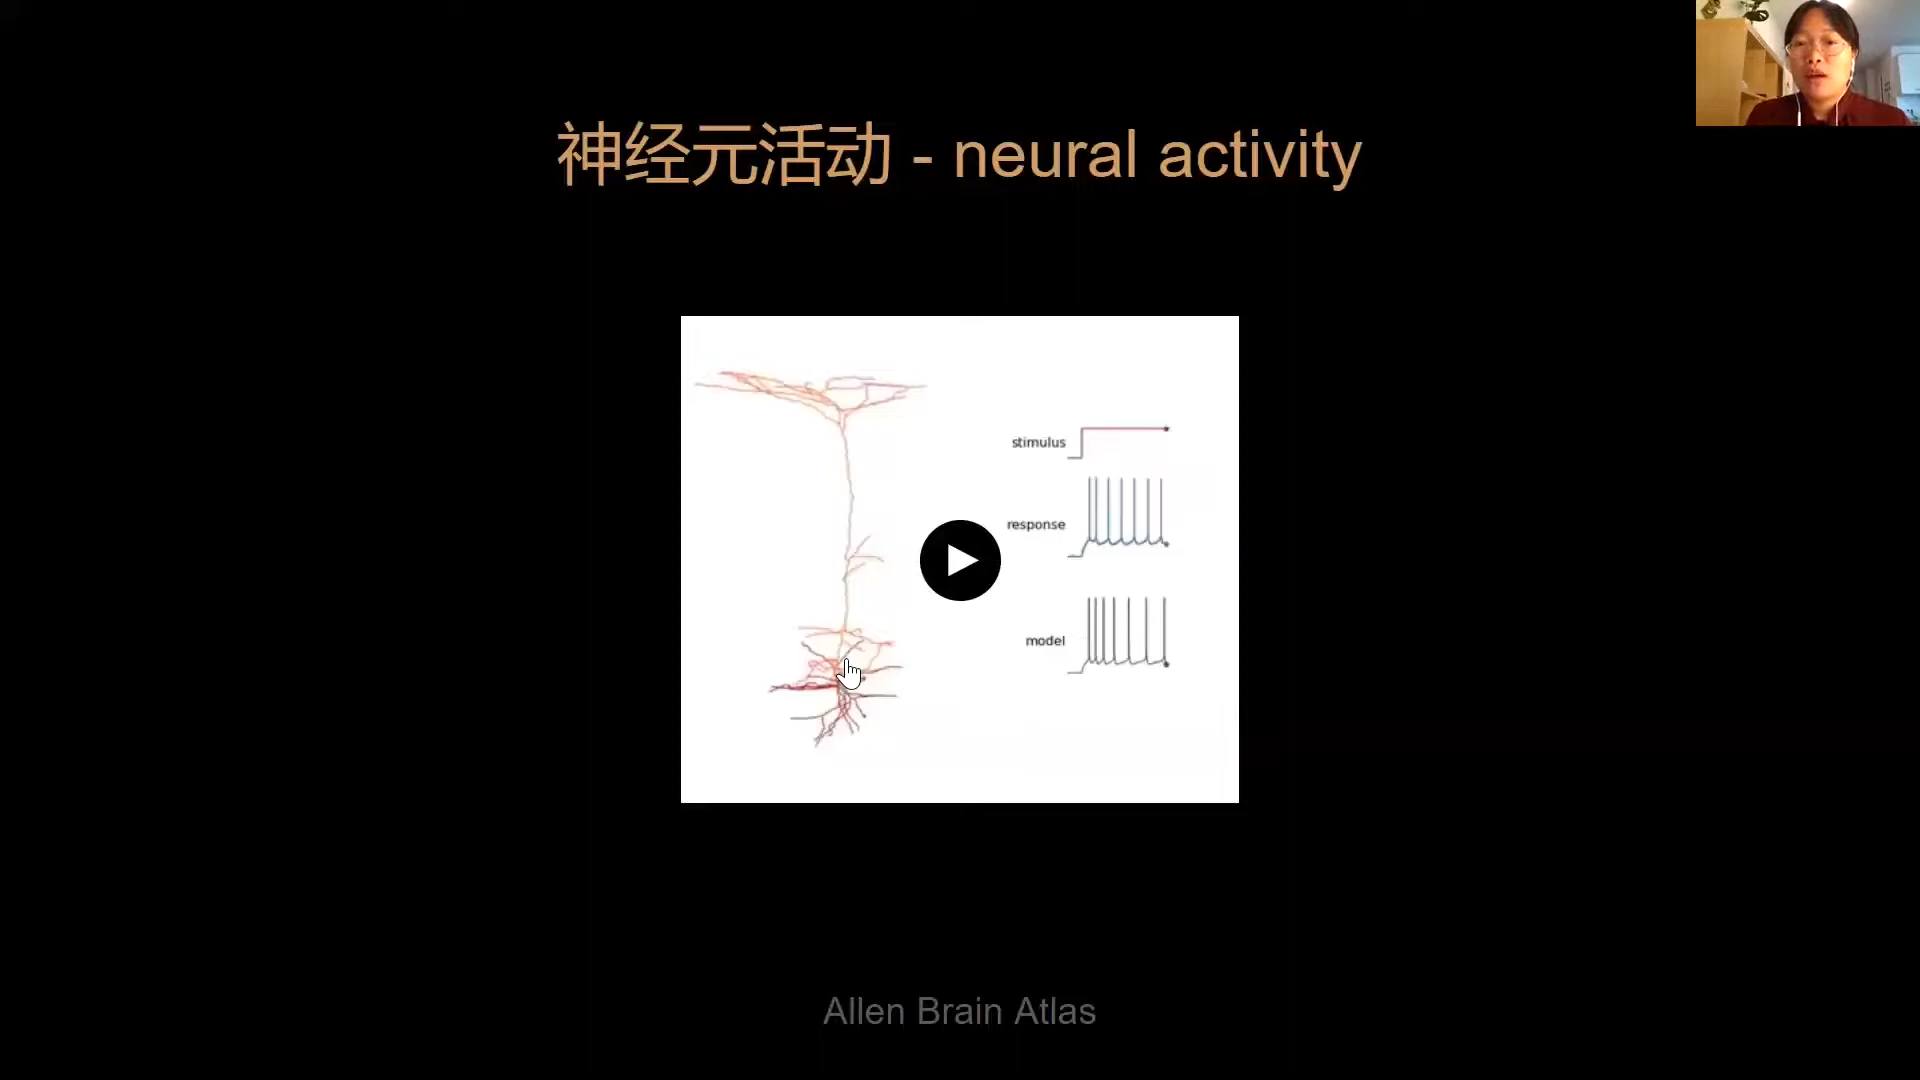 神经元活动 - neural activity
stimulus
response
model
Allen Brain Atlas